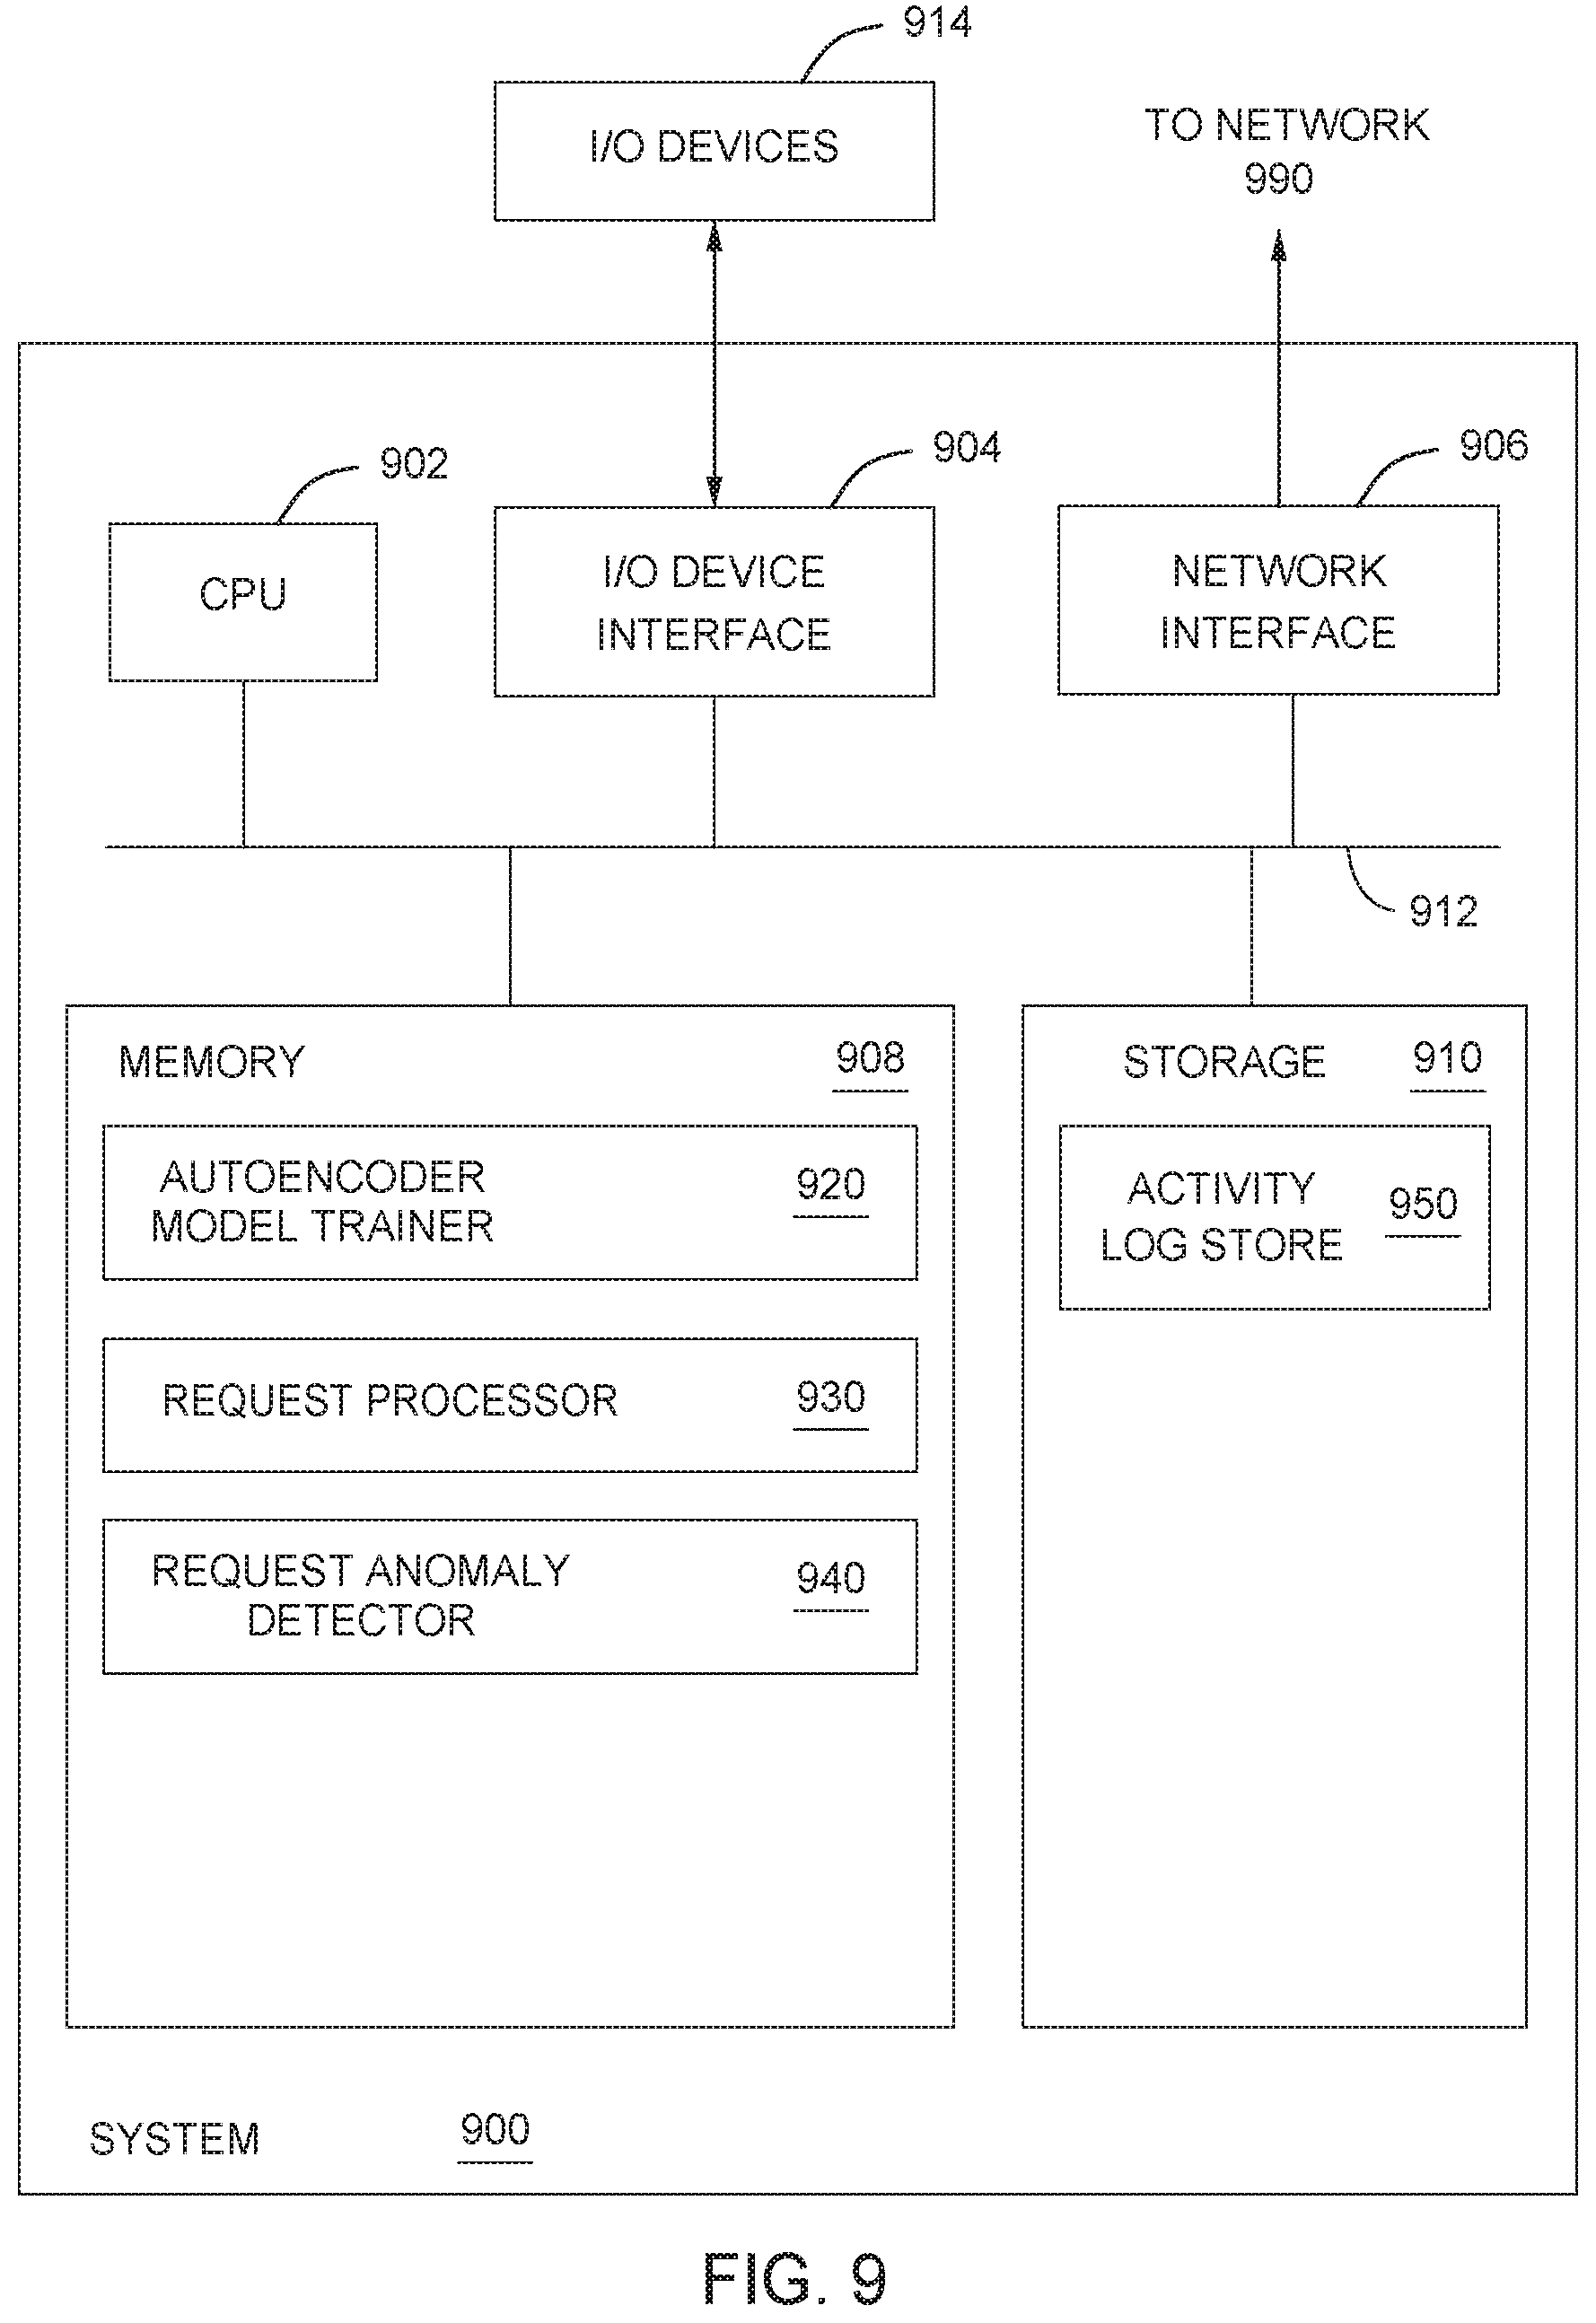 914
I/O DEVICES
TO NETWORK
990
902
904
906
CPU
I/O DEVICE
INTERFACE
NETWORK
INTERFACE
912
MEMORY 908
AUTOENCODER
MODEL TRAINER
920
REQUEST PROCESSOR 930
REQUEST ANOMALY
DETECTOR
940
STORAGE 910
ACTIVITY
LOG STORE
950
SYSTEM 900
FIG. 9